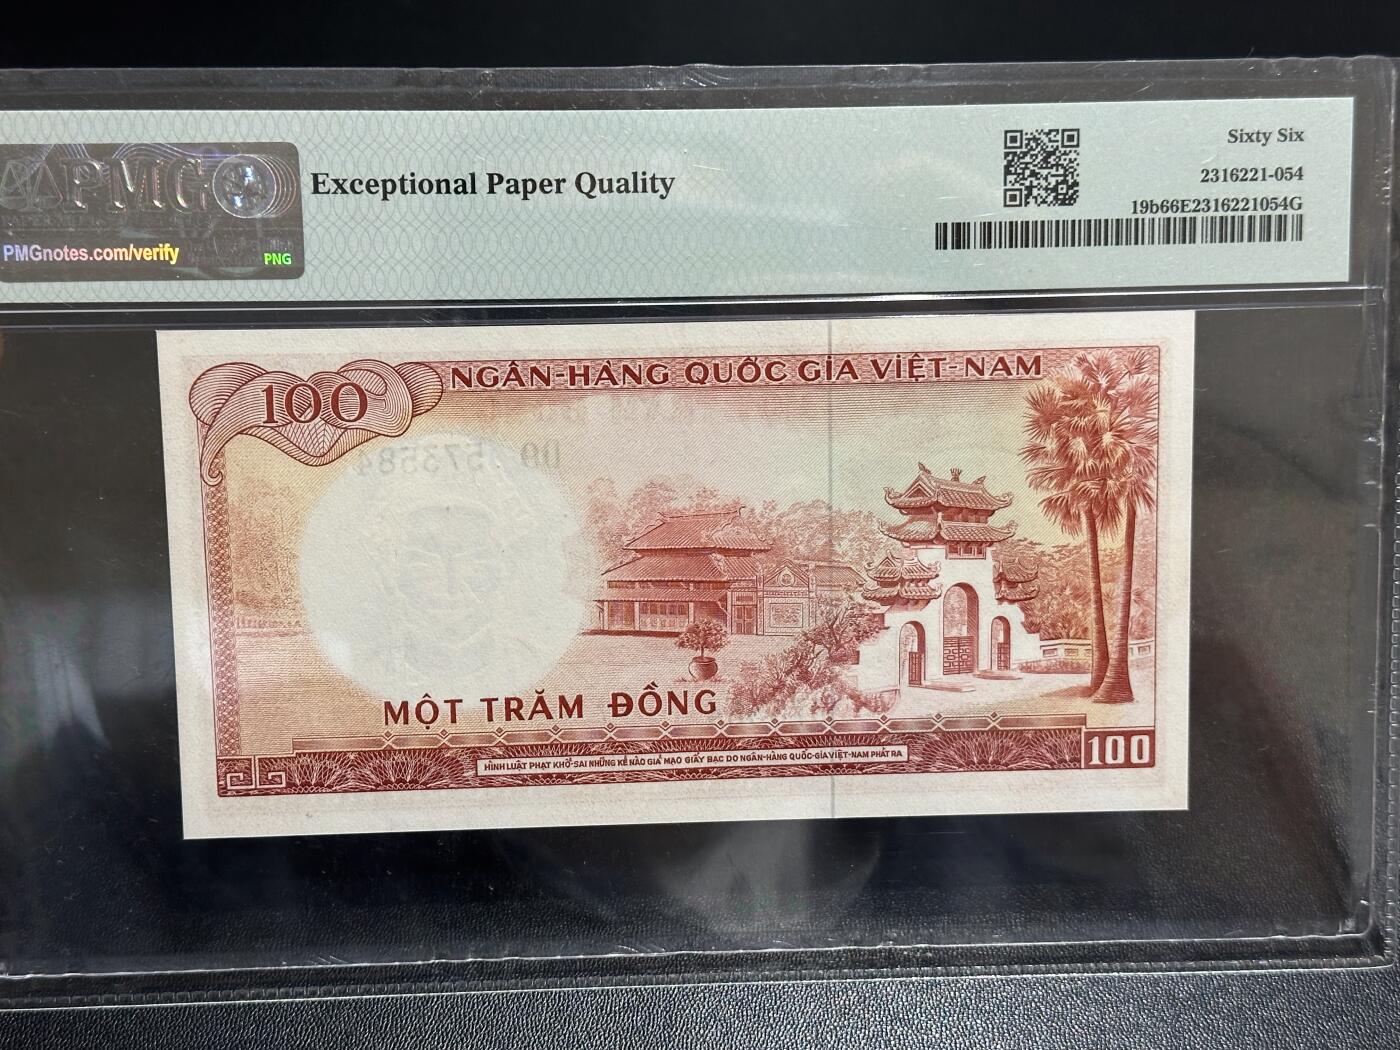 PMG
PMGnotes.com/verify
PNG
Exceptional Paper Quality
Sixty Six
2316221-054
19b66E2316221054G
100
NGÂN-HÀNG QUỐC GIA VIỆT-NAM
MỘT TRĂM ĐỒNG
HÌNH LUẬT PHẠT KHỔ-SAI NHỮNG KẺ NÀO GIẢ MẠO GIẤY BẠC DO NGÂN-HÀNG QUỐC-GIA VIỆT-NAM PHÁT RA
100